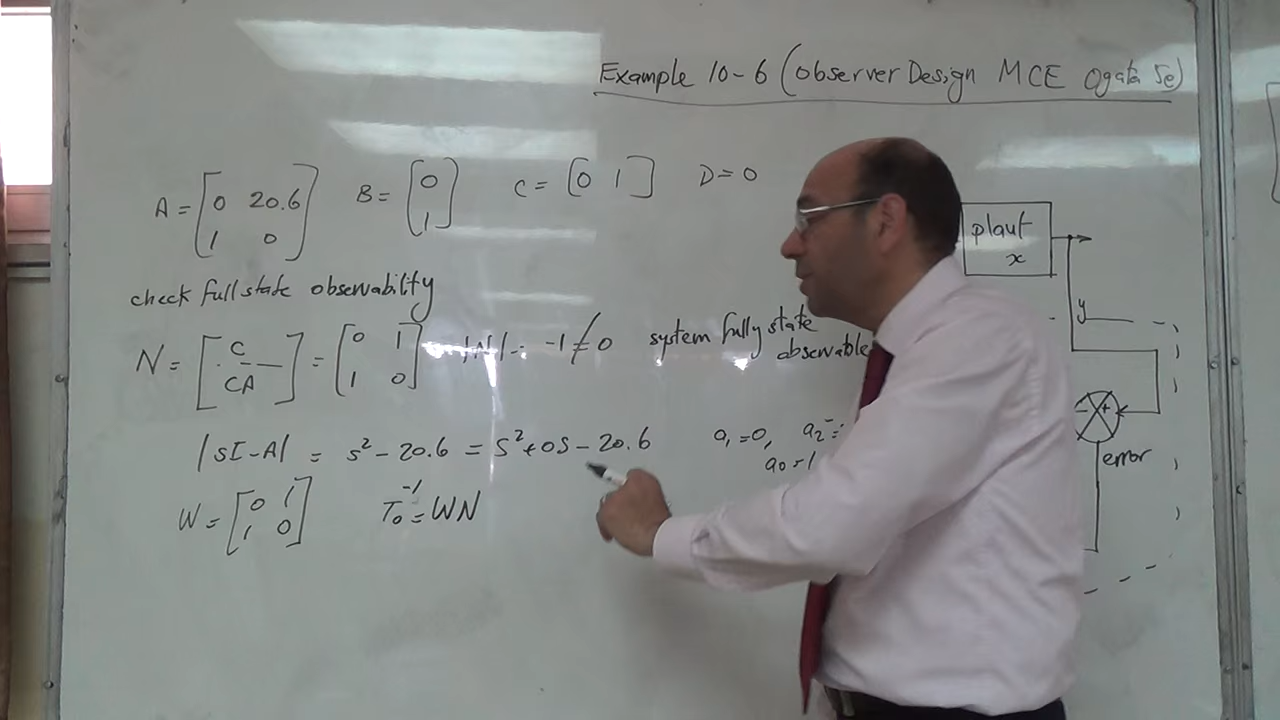 Example 10-6 (Observer Design MCE Ogata 5e)
A = [0 20.6; 1 0] B = [0; 1] C = [0 1] D = 0
check full state observability
N = [C; CA] = [0 1; 1 0] |N| = -1 ≠ 0 system fully state observable
|SI-A| = s² - 20.6 = s² + 0s - 20.6 a₁ = 0, a₂ =
a₀ = 1
W = [0 1; 1 0] T₀⁻¹ = WN
plant
x
y
- +
error